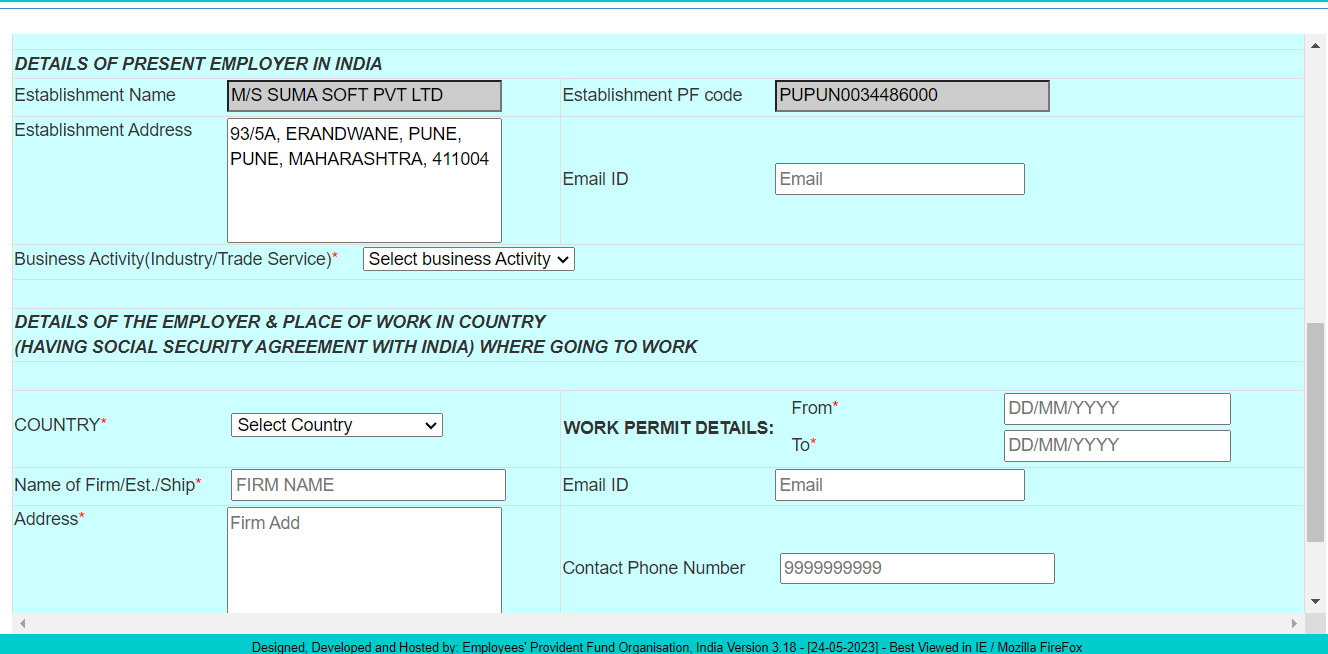 DETAILS OF PRESENT EMPLOYER IN INDIA
Establishment Name M/S SUMA SOFT PVT LTD Establishment PF code PUPUN0034486000
Establishment Address 93/5A, ERANDWANE, PUNE,
PUNE, MAHARASHTRA, 411004
Email ID Email
Business Activity(Industry/Trade Service)* Select business Activity
DETAILS OF THE EMPLOYER & PLACE OF WORK IN COUNTRY
(HAVING SOCIAL SECURITY AGREEMENT WITH INDIA) WHERE GOING TO WORK
COUNTRY* Select Country WORK PERMIT DETAILS: From* DD/MM/YYYY
To* DD/MM/YYYY
Name of Firm/Est./Ship* FIRM NAME Email ID Email
Address* Firm Add
Contact Phone Number 9999999999
Designed, Developed and Hosted by: Employees' Provident Fund Organisation, India Version 3.18 - [24-05-2023] - Best Viewed in IE / Mozilla FireFox